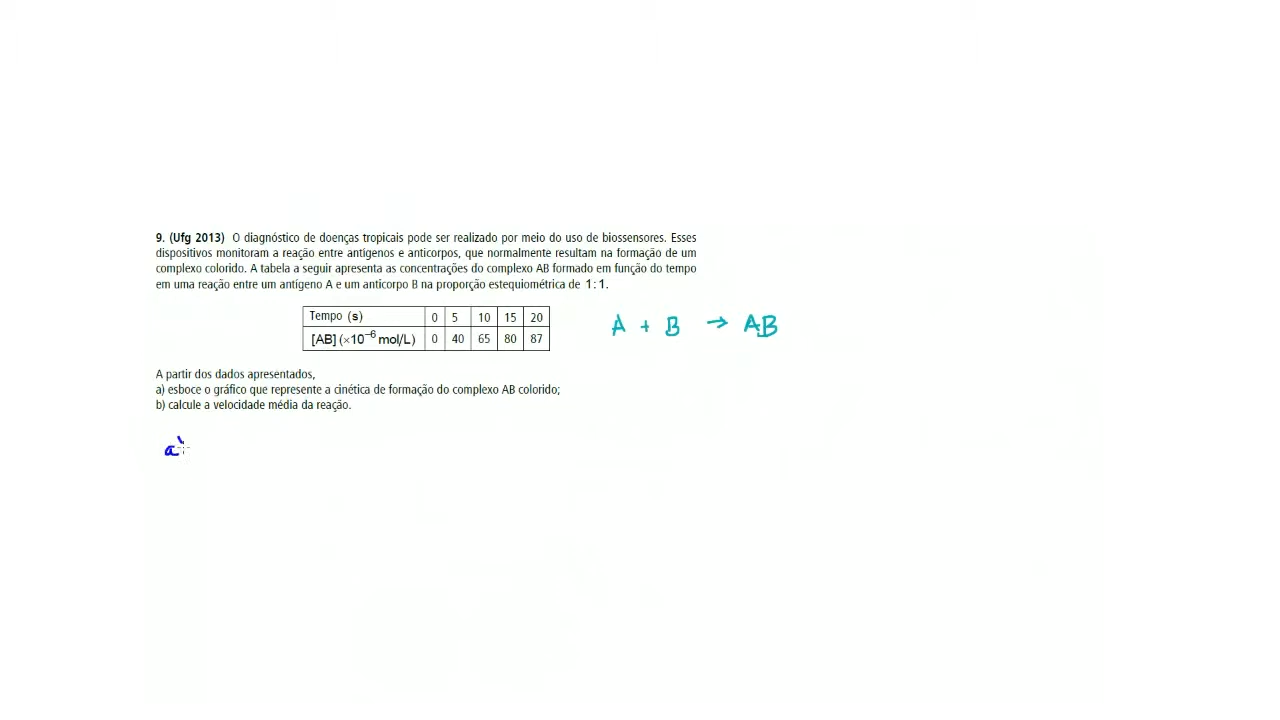 9. (Ufg 2013) O diagnóstico de doenças tropicais pode ser realizado por meio do uso de biossensores. Esses
dispositivos monitoram a reação entre antígenos e anticorpos, que normalmente resultam na formação de um
complexo colorido. A tabela a seguir apresenta as concentrações do complexo AB formado em função do tempo
em uma reação entre um antígeno A e um anticorpo B na proporção estequiométrica de 1:1.
Tempo (s) 0 5 10 15 20
[AB] (×10⁻⁶ mol/L) 0 40 65 80 87
A + B → AB
A partir dos dados apresentados,
a) esboce o gráfico que represente a cinética de formação do complexo AB colorido;
b) calcule a velocidade média da reação.
a)